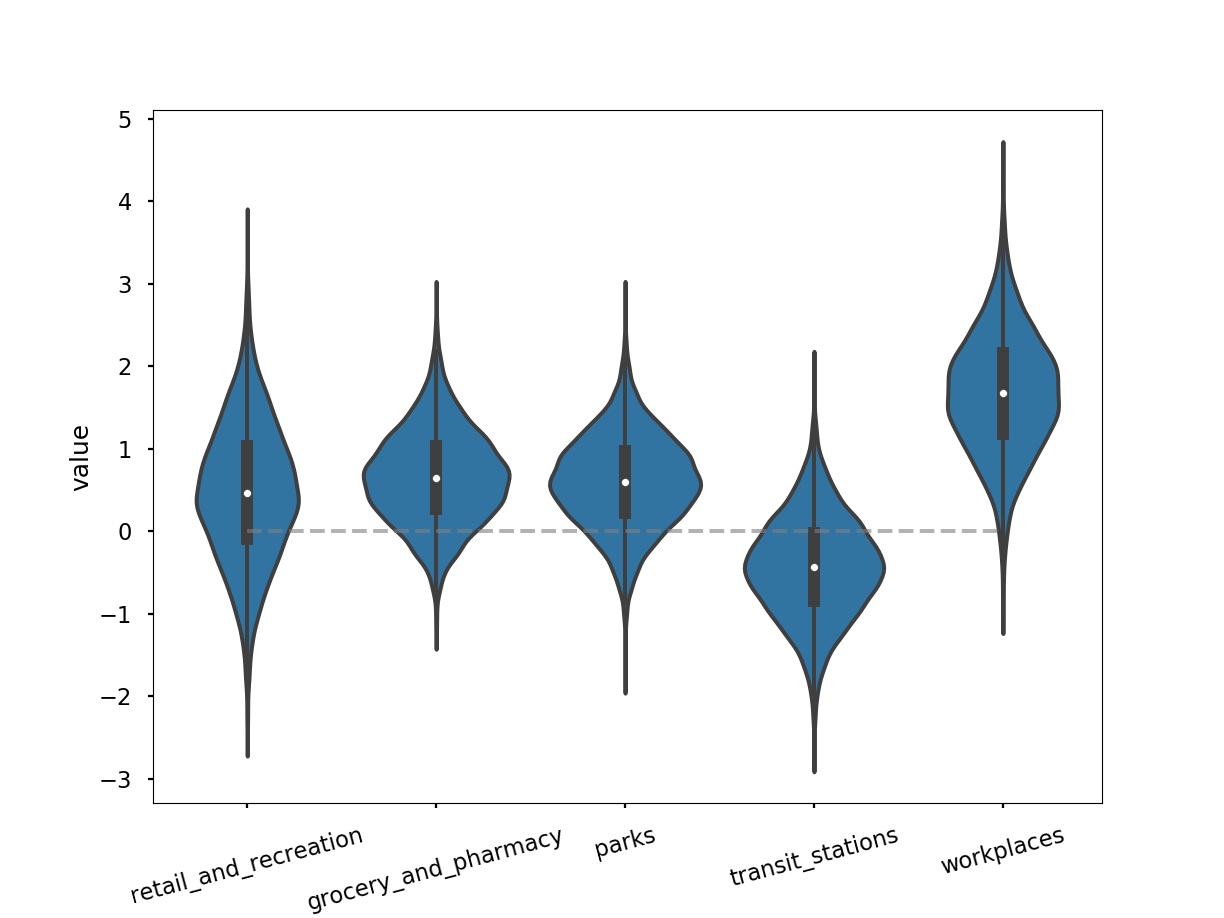 5
4
3
2
1
0
−1
−2
−3
value
retail_and_recreation
grocery_and_pharmacy
parks
transit_stations
workplaces